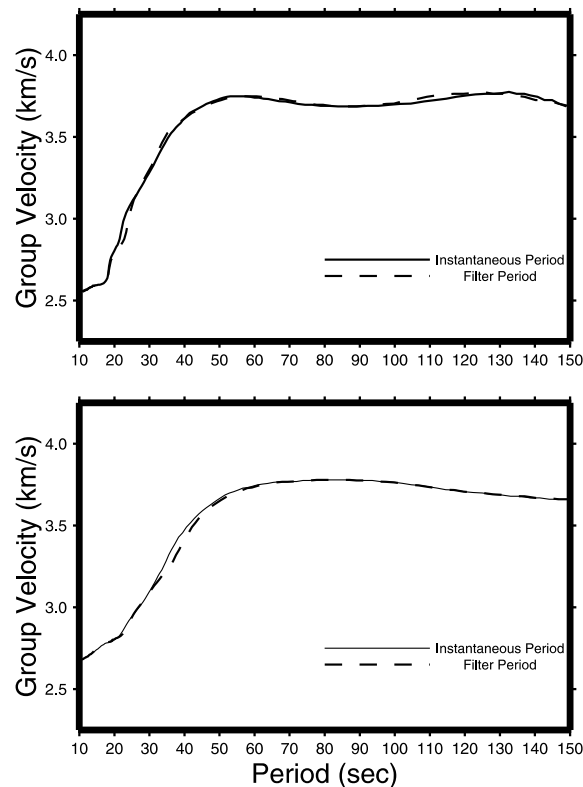 4.0
3.5
3.0
2.5
Group Velocity (km/s)
Instantaneous Period
Filter Period
10 20 30 40 50 60 70 80 90 100 110 120 130 140 150
4.0
3.5
3.0
2.5
Group Velocity (km/s)
Instantaneous Period
Filter Period
10 20 30 40 50 60 70 80 90 100 110 120 130 140 150
Period (sec)